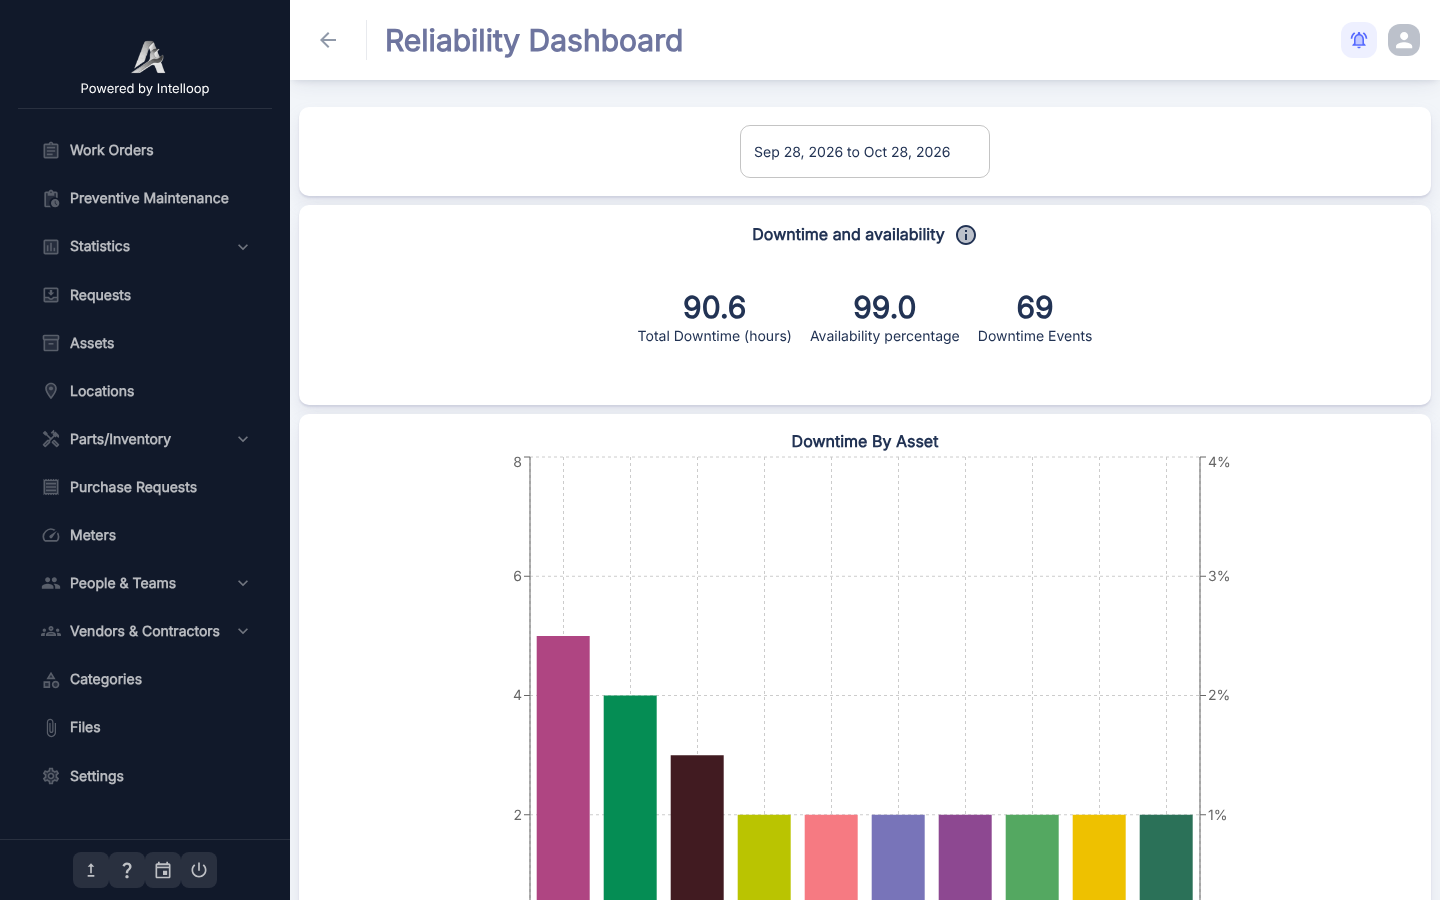 Powered by Intelloop
Work Orders
Preventive Maintenance
Statistics
Requests
Assets
Locations
Parts/Inventory
Purchase Requests
Meters
People & Teams
Vendors & Contractors
Categories
Files
Settings
Reliability Dashboard
Sep 28, 2026 to Oct 28, 2026
Downtime and availability
90.6
Total Downtime (hours)
99.0
Availability percentage
69
Downtime Events
Downtime By Asset
8
6
4
2
4%
3%
2%
1%